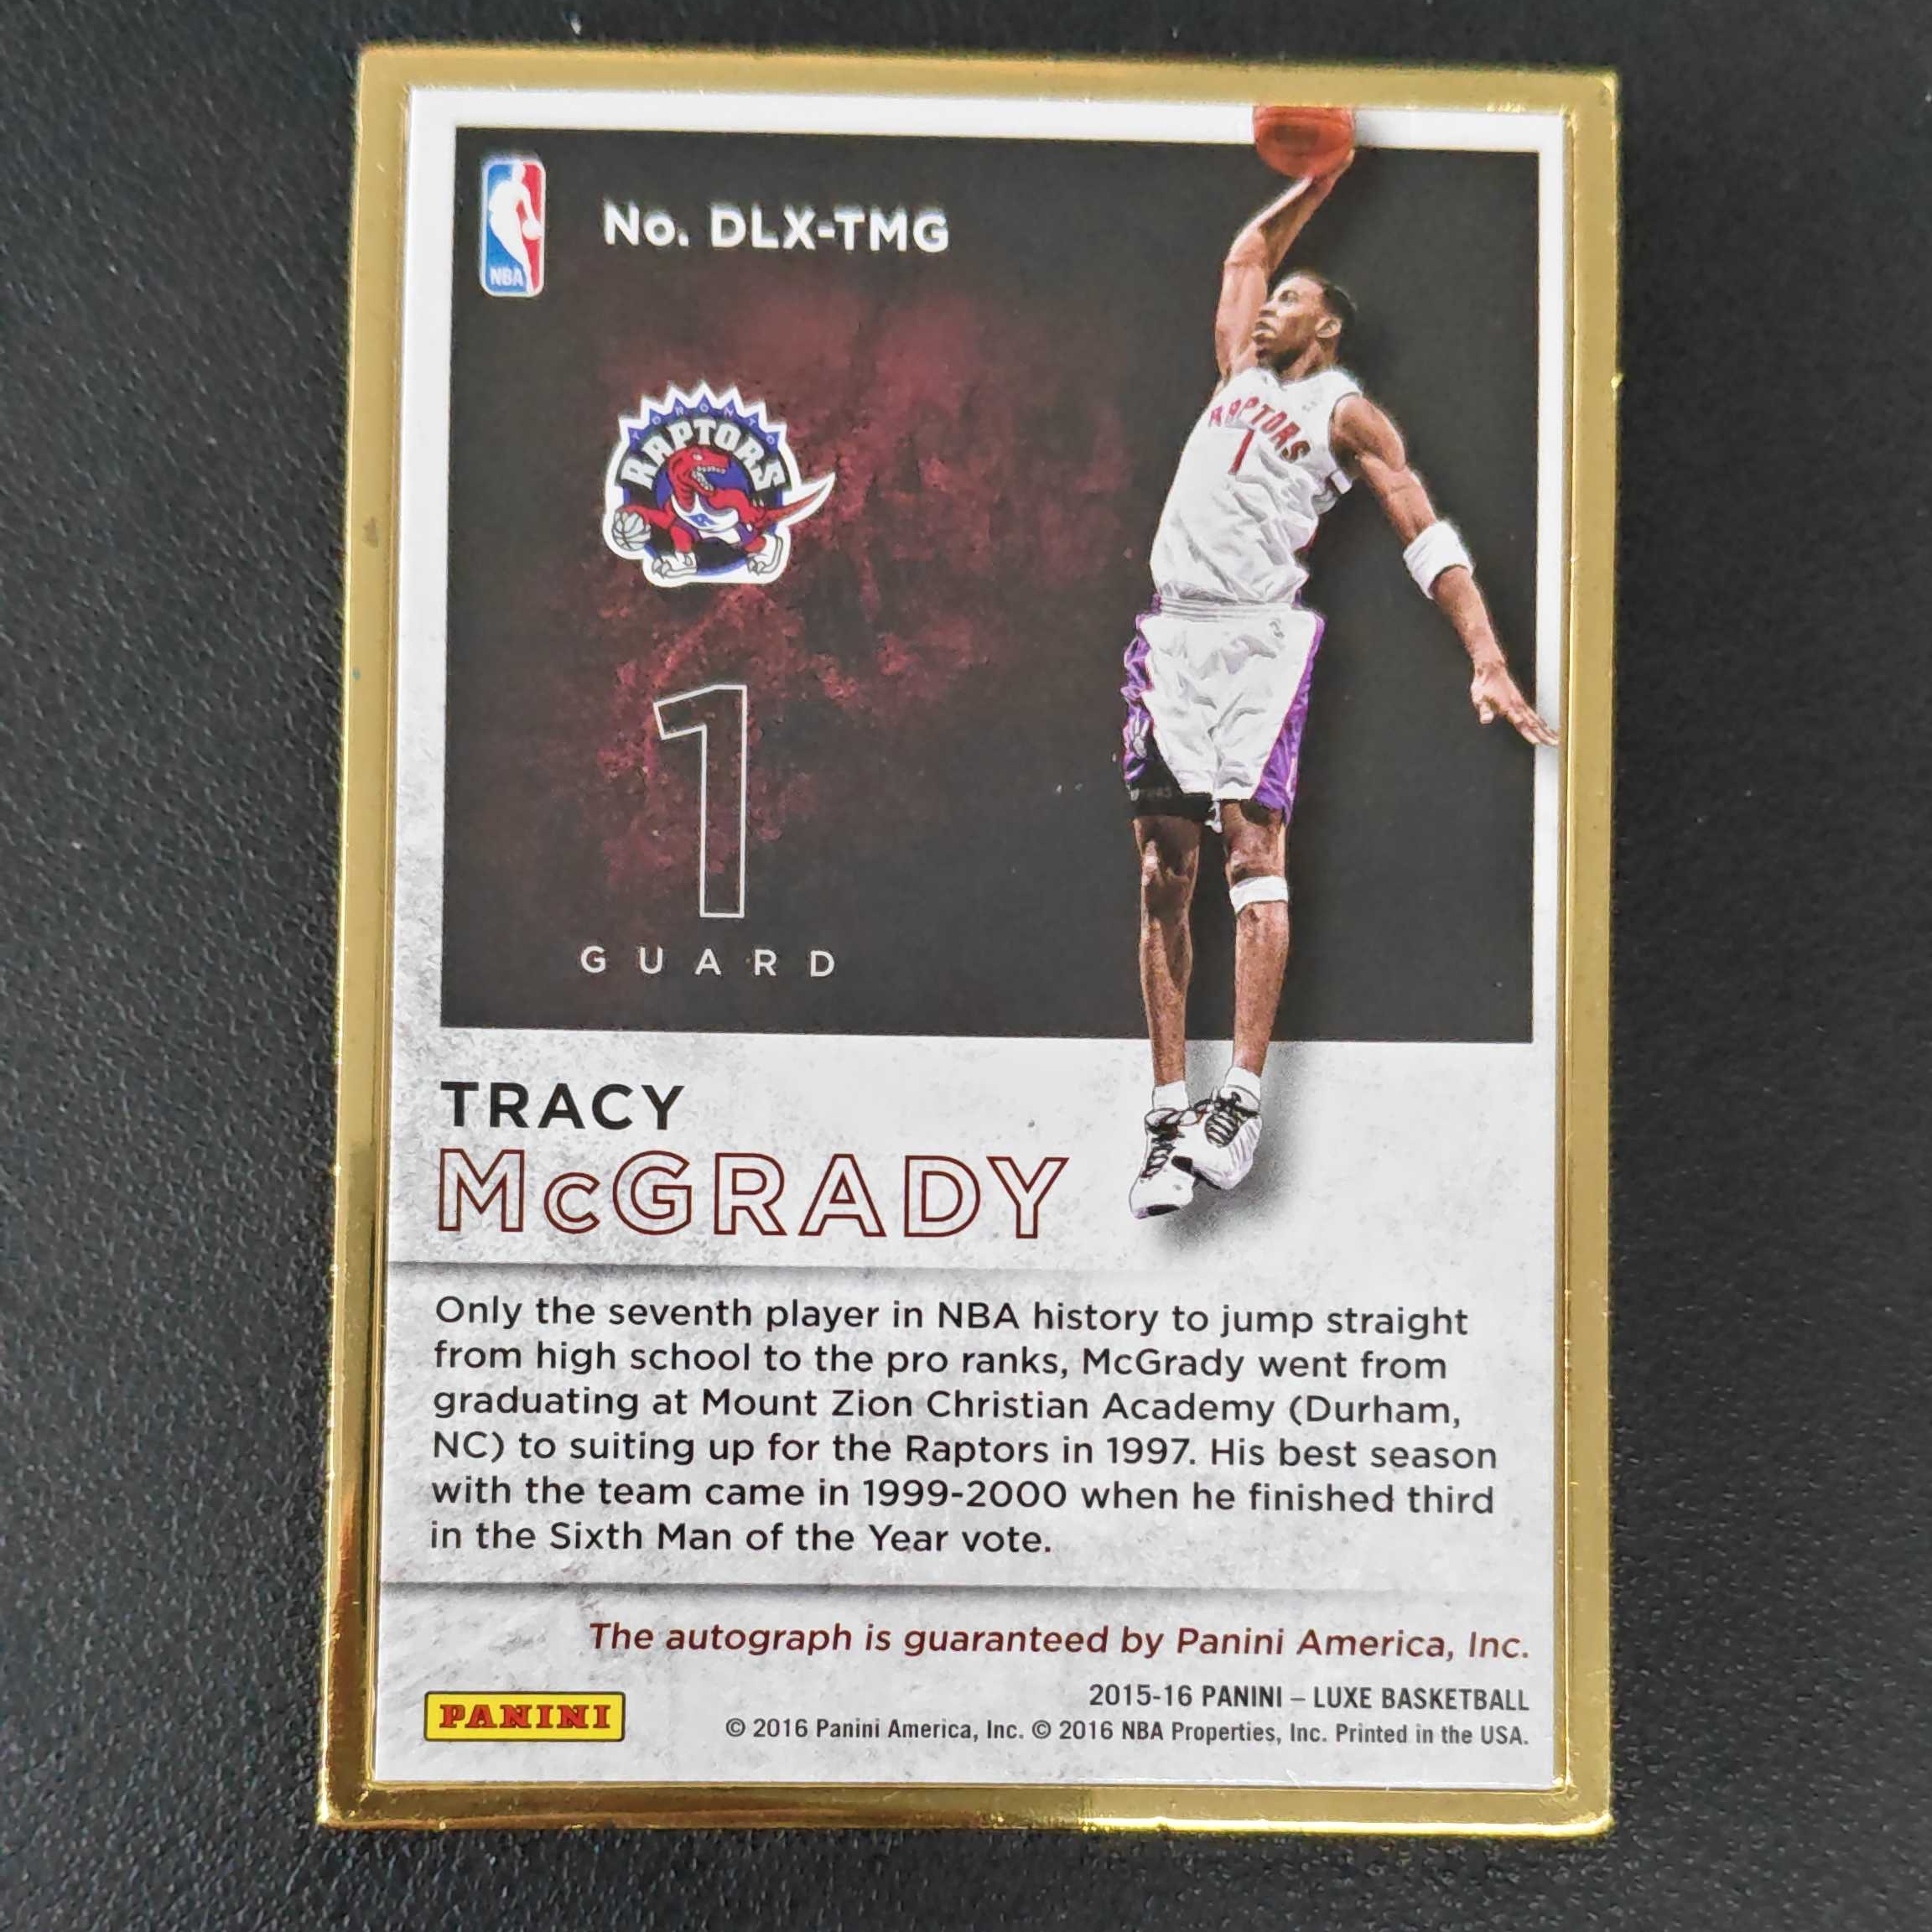 NBA
No. DLX-TMG
TORONTO
RAPTORS
RAPTORS
1
1
GUARD
TRACY
McGRADY
Only the seventh player in NBA history to jump straight
from high school to the pro ranks, McGrady went from
graduating at Mount Zion Christian Academy (Durham,
NC) to suiting up for the Raptors in 1997. His best season
with the team came in 1999-2000 when he finished third
in the Sixth Man of the Year vote.
The autograph is guaranteed by Panini America, Inc.
PANINI
2015-16 PANINI – LUXE BASKETBALL
© 2016 Panini America, Inc. © 2016 NBA Properties, Inc. Printed in the USA.